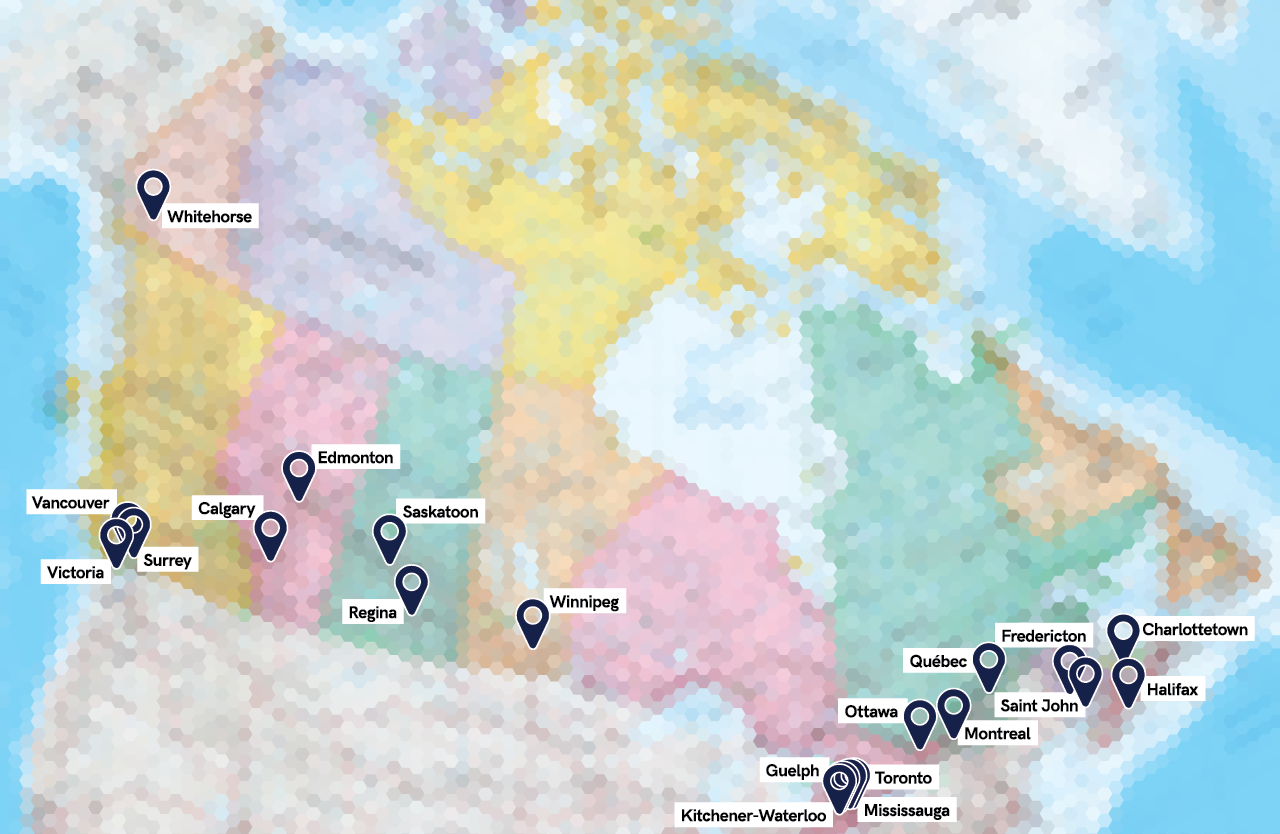 Whitehorse
Edmonton
Vancouver
Calgary
Saskatoon
Surrey
Victoria
Regina
Winnipeg
Charlottetown
Fredericton
Québec
Halifax
Saint John
Ottawa
Montreal
Guelph
Toronto
Mississauga
Kitchener-Waterloo